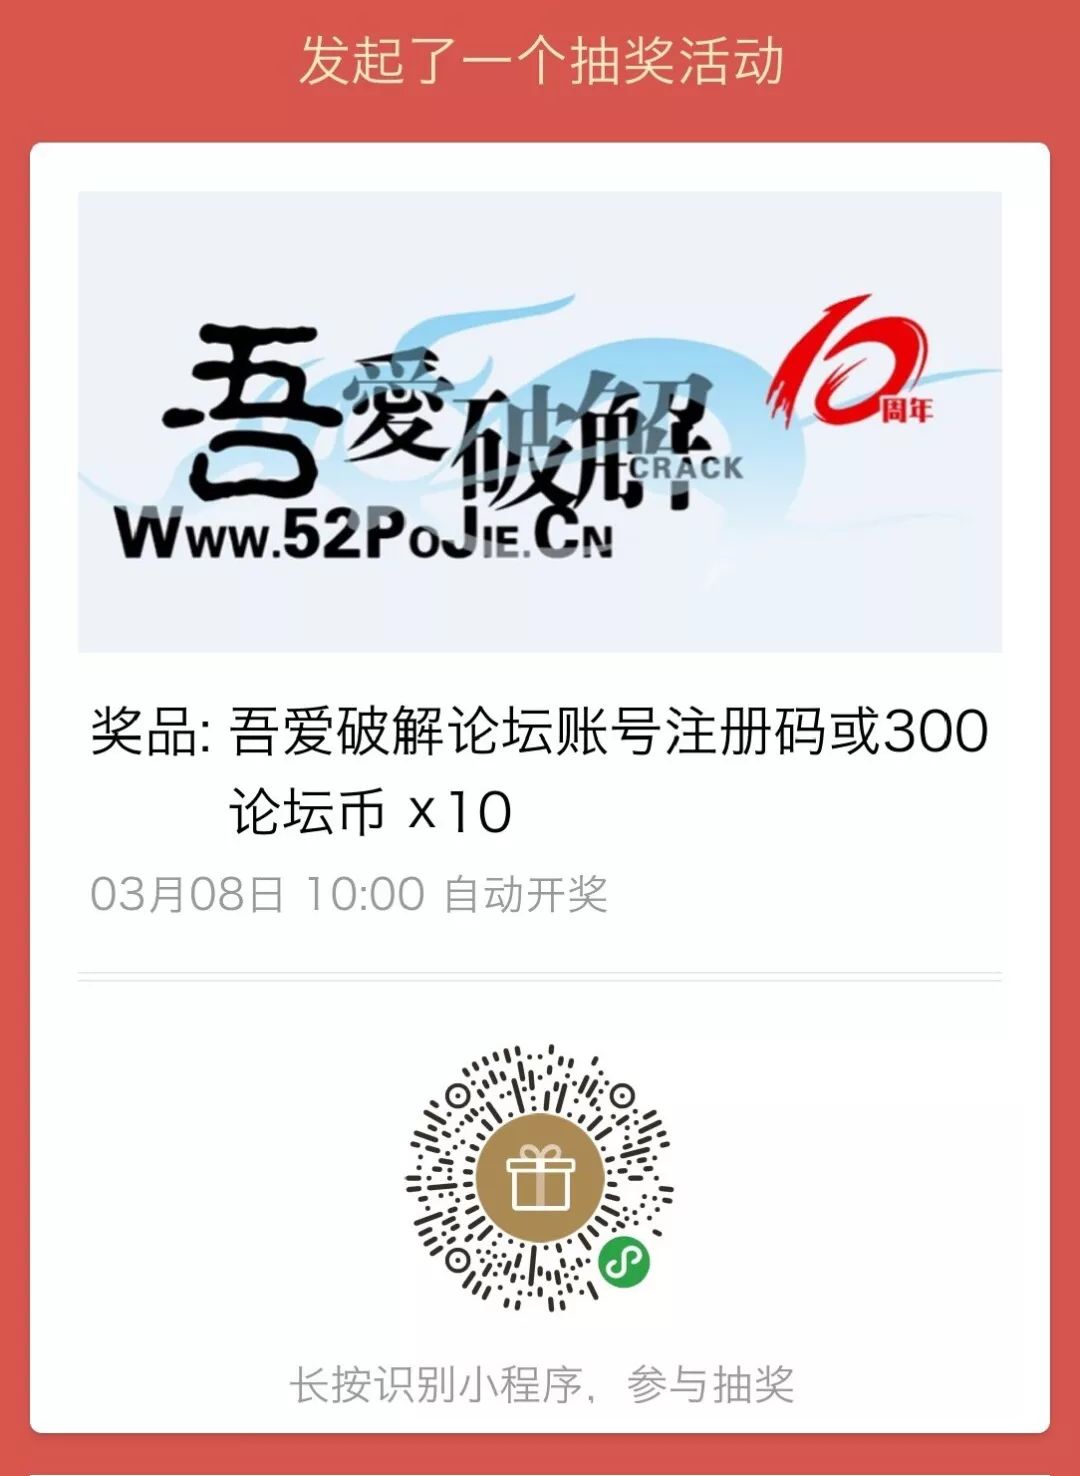 发起了一个抽奖活动
吾愛破解
CRACK
10周年
Www.52PoJie.Cn
奖品: 吾爱破解论坛账号注册码或300
论坛币 x10
03月08日 10:00 自动开奖
长按识别小程序，参与抽奖